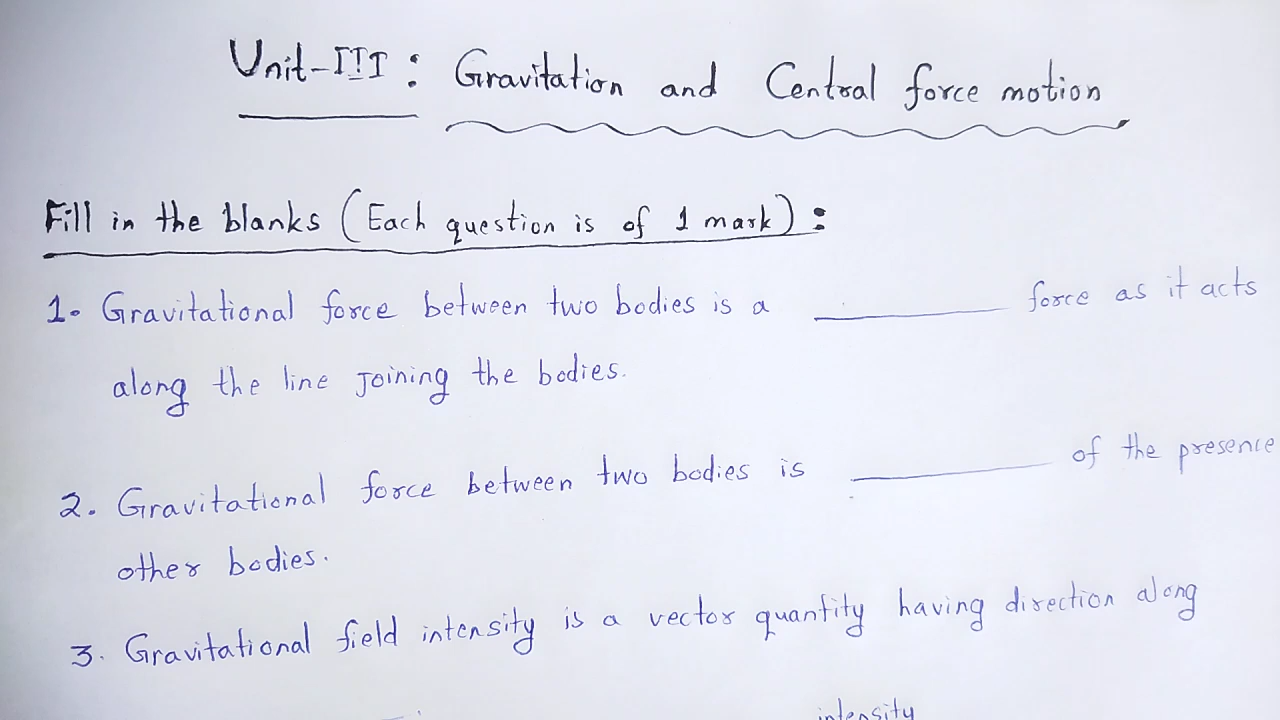 Unit-III : Gravitation and Central force motion
Fill in the blanks (Each question is of 1 mark) :
1. Gravitational force between two bodies is a ________ force as it acts
along the line joining the bodies.
2. Gravitational force between two bodies is ________ of the presence
other bodies.
3. Gravitational field intensity is a vector quantity having direction along
intensity